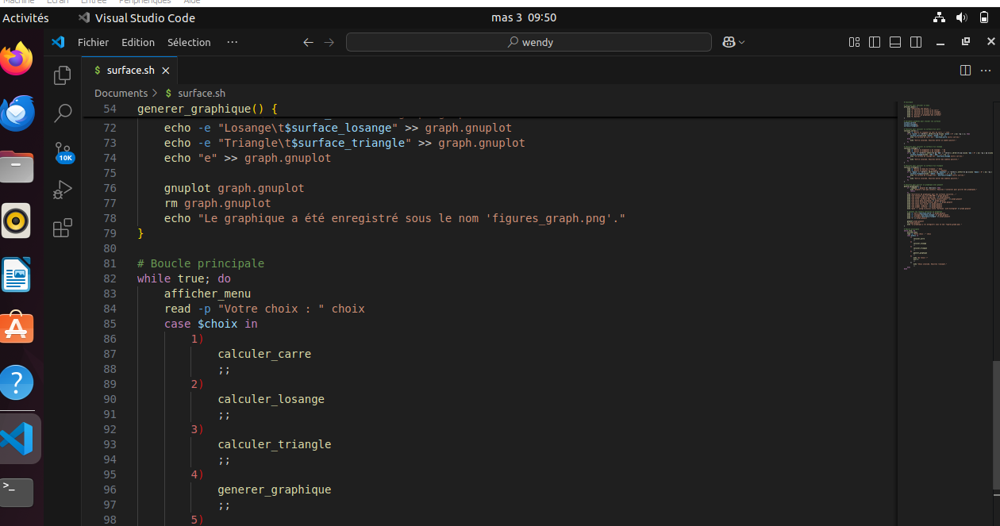 Machine Écran Entrée Périphériques Aide
Activités Visual Studio Code mas 3 09:50
Fichier Edition Sélection ··· wendy
$ surface.sh
Documents > $ surface.sh
54 generer_graphique() {
72 echo -e "Losange\t$surface_losange" >> graph.gnuplot
73 echo -e "Triangle\t$surface_triangle" >> graph.gnuplot
74 echo "e" >> graph.gnuplot
75
76 gnuplot graph.gnuplot
77 rm graph.gnuplot
78 echo "Le graphique a été enregistré sous le nom 'figures_graph.png'."
79 }
80
81 # Boucle principale
82 while true; do
83 afficher_menu
84 read -p "Votre choix : " choix
85 case $choix in
86 1)
87 calculer_carre
88 ;;
89 2)
90 calculer_losange
91 ;;
92 3)
93 calculer_triangle
94 ;;
95 4)
96 generer_graphique
97 ;;
98 5)
10K